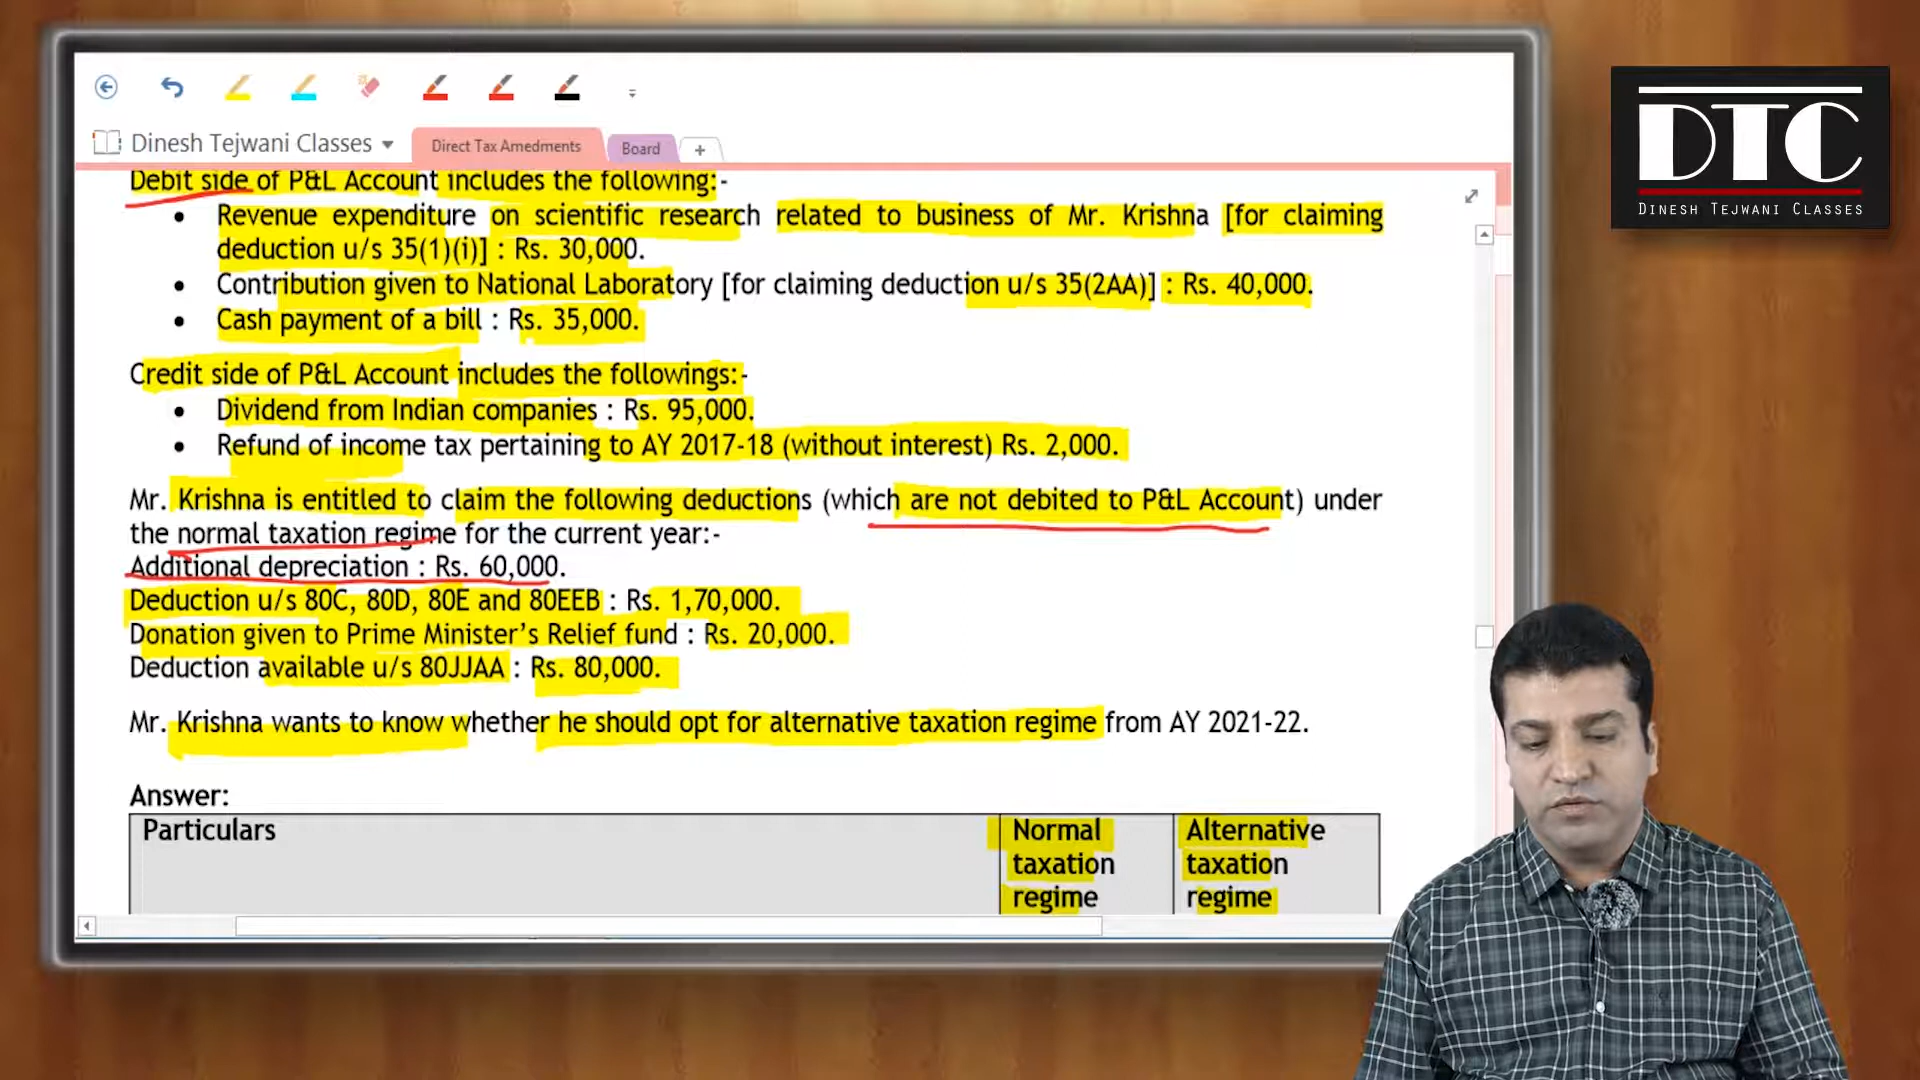 DTC
DINESH TEJWANI CLASSES
Dinesh Tejwani Classes
Direct Tax Amedments
Board
Debit side of P&L Account includes the following:-
• Revenue expenditure on scientific research related to business of Mr. Krishna [for claiming
deduction u/s 35(1)(i)] : Rs. 30,000.
• Contribution given to National Laboratory [for claiming deduction u/s 35(2AA)] : Rs. 40,000.
• Cash payment of a bill : Rs. 35,000.
Credit side of P&L Account includes the followings:-
• Dividend from Indian companies : Rs. 95,000.
• Refund of income tax pertaining to AY 2017-18 (without interest) Rs. 2,000.
Mr. Krishna is entitled to claim the following deductions (which are not debited to P&L Account) under
the normal taxation regime for the current year:-
Additional depreciation : Rs. 60,000.
Deduction u/s 80C, 80D, 80E and 80EEB : Rs. 1,70,000.
Donation given to Prime Minister’s Relief fund : Rs. 20,000.
Deduction available u/s 80JJAA : Rs. 80,000.
Mr. Krishna wants to know whether he should opt for alternative taxation regime from AY 2021-22.
Answer:
Particulars
Normal
taxation
regime
Alternative
taxation
regime